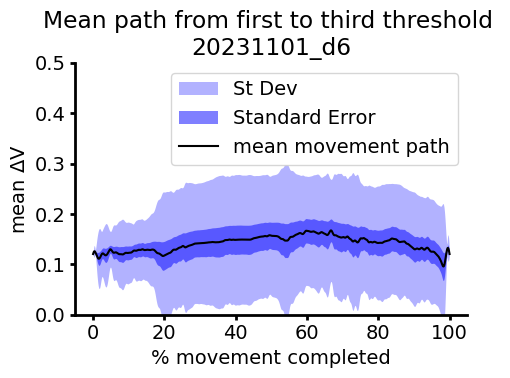 Mean path from first to third threshold
20231101_d6
St Dev
Standard Error
mean movement path
mean ΔV
0.5
0.4
0.3
0.2
0.1
0.0
0 20 40 60 80 100
% movement completed